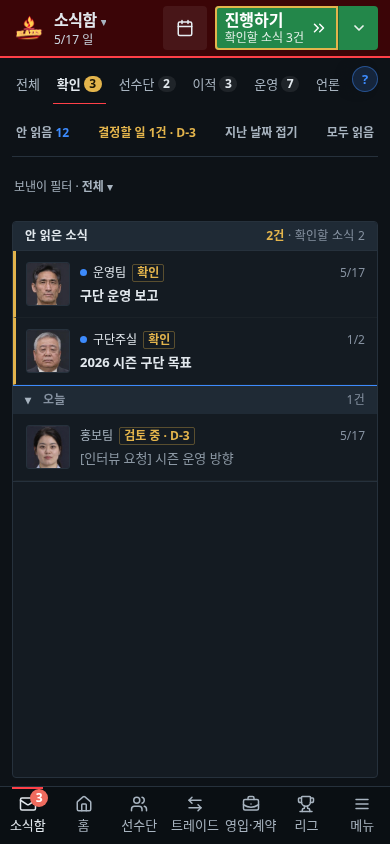 소식함 ▾
5/17 일
진행하기
확인할 소식 3건
전체 확인 3 선수단 2 이적 3 운영 7 언론 ?
안 읽음 12 결정할 일 1건 · D-3 지난 날짜 접기 모두 읽음
보낸이 필터 · 전체 ▾
안 읽은 소식 2건 · 확인할 소식 2
운영팀 확인 5/17
구단 운영 보고
구단주실 확인 1/2
2026 시즌 구단 목표
▼ 오늘 1건
홍보팀 검토 중 · D-3 5/17
[인터뷰 요청] 시즌 운영 방향
3
소식함 홈 선수단 트레이드 영입·계약 리그 메뉴